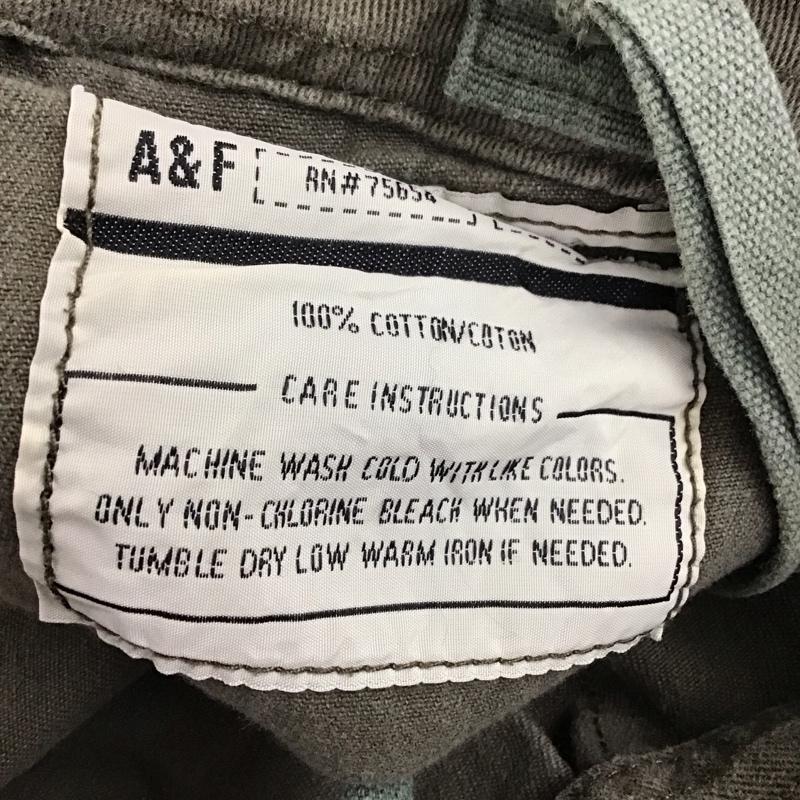 A&F RN#75654
100% COTTON/COTON
CARE INSTRUCTIONS
MACHINE WASH COLD WITH LIKE COLORS.
ONLY NON-CHLORINE BLEACH WHEN NEEDED.
TUMBLE DRY LOW WARM IRON IF NEEDED.